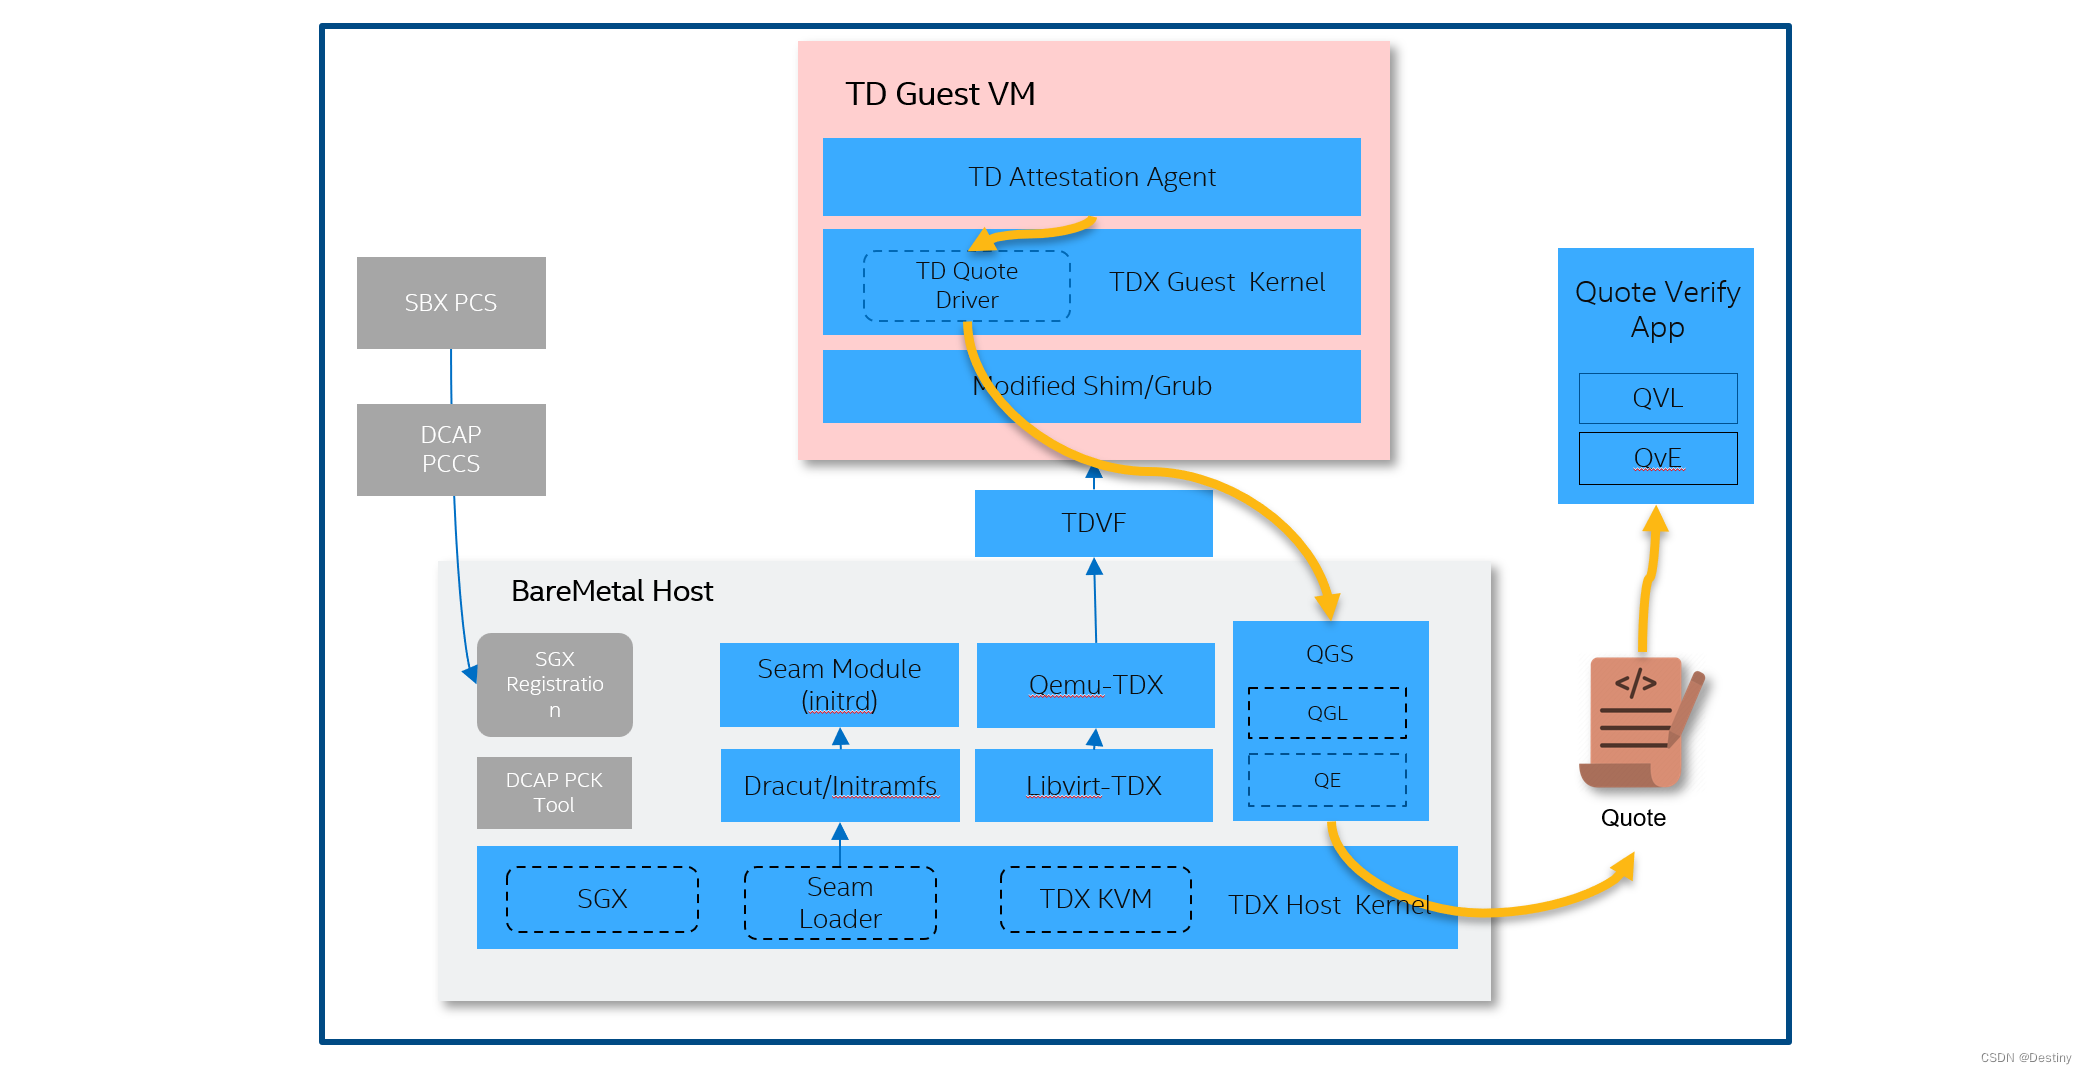 TD Guest VM
TD Attestation Agent
TD Quote
Driver
TDX Guest Kernel
Modified Shim/Grub
SBX PCS
DCAP
PCCS
Quote Verify
App
QVL
QvE
TDVF
BareMetal Host
SGX
Registratio
n
DCAP PCK
Tool
Seam Module
(initrd)
Dracut/Initramfs
Qemu-TDX
Libvirt-TDX
QGS
QGL
QE
SGX
Seam
Loader
TDX KVM
TDX Host Kernel
</>
Quote
CSDN @Destiny